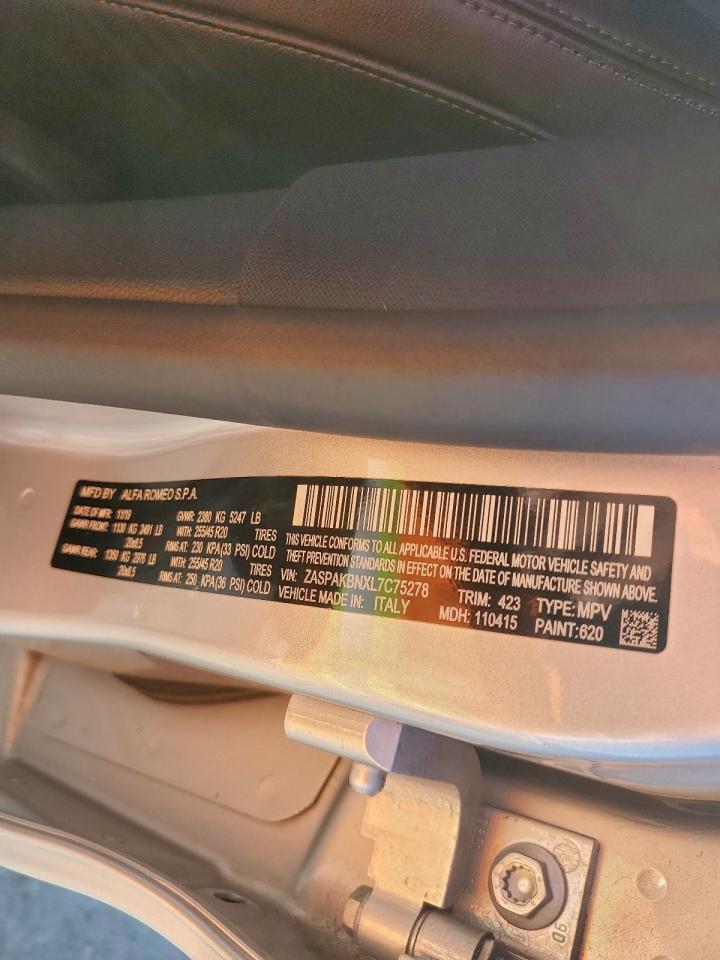 MFD BY ALFA ROMEO S.P.A.
DATE OF MFR: 11/19 GVWR: 2380 KG 5247 LB
GAWR FRONT: 1130 KG 2491 LB WITH: 255/45 R20 TIRES
20x8.5 RIMS AT: 230 KPA(33 PSI) COLD
GAWR REAR: 1350 KG 2976 LB WITH: 255/45 R20 TIRES
20x8.5 RIMS AT: 250 KPA(36 PSI) COLD
THIS VEHICLE CONFORMS TO ALL APPLICABLE U.S. FEDERAL MOTOR VEHICLE SAFETY AND
THEFT PREVENTION STANDARDS IN EFFECT ON THE DATE OF MANUFACTURE SHOWN ABOVE.
VIN: ZASPAKBNXL7C75278 TRIM: 423 TYPE: MPV
VEHICLE MADE IN: ITALY MDH: 110415 PAINT:620
06